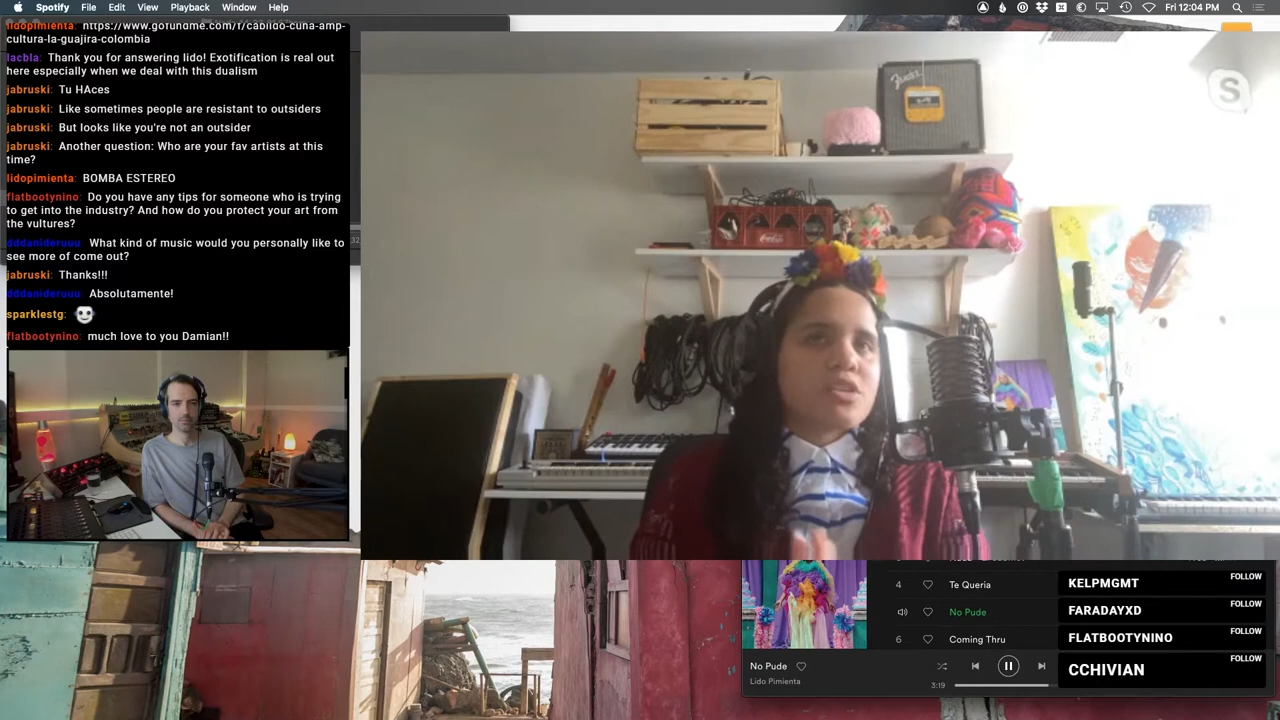 Spotify File Edit View Playback Window Help
Fri 12:04 PM
lidopimienta: https://www.gofundme.com/f/cabildo-cuna-amp-
cultura-la-guajira-colombia
lacbla: Thank you for answering lido! Exotification is real out
here especially when we deal with this dualism
jabruski: Tu HAces
jabruski: Like sometimes people are resistant to outsiders
jabruski: But looks like you're not an outsider
jabruski: Another question: Who are your fav artists at this
time?
lidopimienta: BOMBA ESTEREO
flatbootynino: Do you have any tips for someone who is trying
to get into the industry? And how do you protect your art from
the vultures?
dddanideruuu: What kind of music would you personally like to
see more of come out?
jabruski: Thanks!!!
dddanideruuu: Absolutamente!
sparklestg:
flatbootynino: much love to you Damian!!
Fender
Coca-Cola
S
4 Te Queria
No Pude
6 Coming Thru
No Pude
Lido Pimienta
3:19
KELPMGMT FOLLOW
FARADAYXD FOLLOW
FLATBOOTYNINO FOLLOW
CCHIVIAN FOLLOW